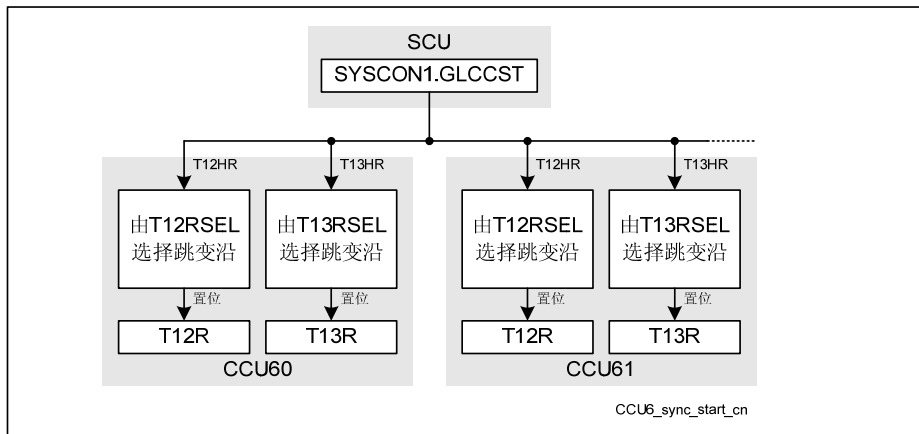 SCU
SYSCON1.GLCCST
T12HR
T13HR
T12HR
T13HR
由T12RSEL
选择跳变沿
由T13RSEL
选择跳变沿
由T12RSEL
选择跳变沿
由T13RSEL
选择跳变沿
置位
置位
置位
置位
T12R
T13R
T12R
T13R
CCU60
CCU61
CCU6_sync_start_cn